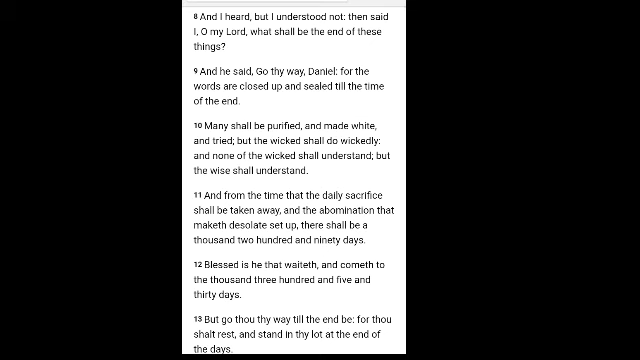 8 And I heard, but I understood not: then said
I, O my Lord, what shall be the end of these
things?
9 And he said, Go thy way, Daniel: for the
words are closed up and sealed till the time
of the end.
10 Many shall be purified, and made white,
and tried; but the wicked shall do wickedly:
and none of the wicked shall understand; but
the wise shall understand.
11 And from the time that the daily sacrifice
shall be taken away, and the abomination that
maketh desolate set up, there shall be a
thousand two hundred and ninety days.
12 Blessed is he that waiteth, and cometh to
the thousand three hundred and five and
thirty days.
13 But go thou thy way till the end be: for thou
shalt rest, and stand in thy lot at the end of
the days.